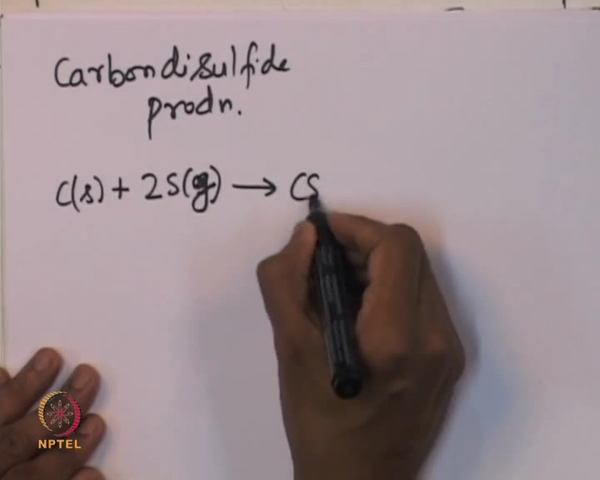 Carbondisulfide
prodn.
C(s) + 2S(g) → CS
NPTEL